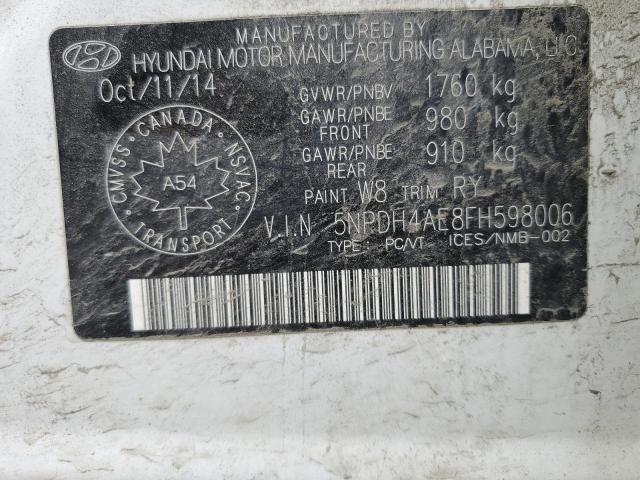 MANUFACTURED BY
HYUNDAI MOTOR MANUFACTURING ALABAMA, LLC
Oct/11/14
GVWR/PNBV 1760 kg
GAWR/PNBE FRONT 980 kg
GAWR/PNBE REAR 910 kg
CANADA
CMVSS
NSVAC
A54
TRANSPORT
PAINT W8 TRIM RY
V.I.N 5NPDH4AE8FH598006
TYPE: PC/VT ICES/NMB-002